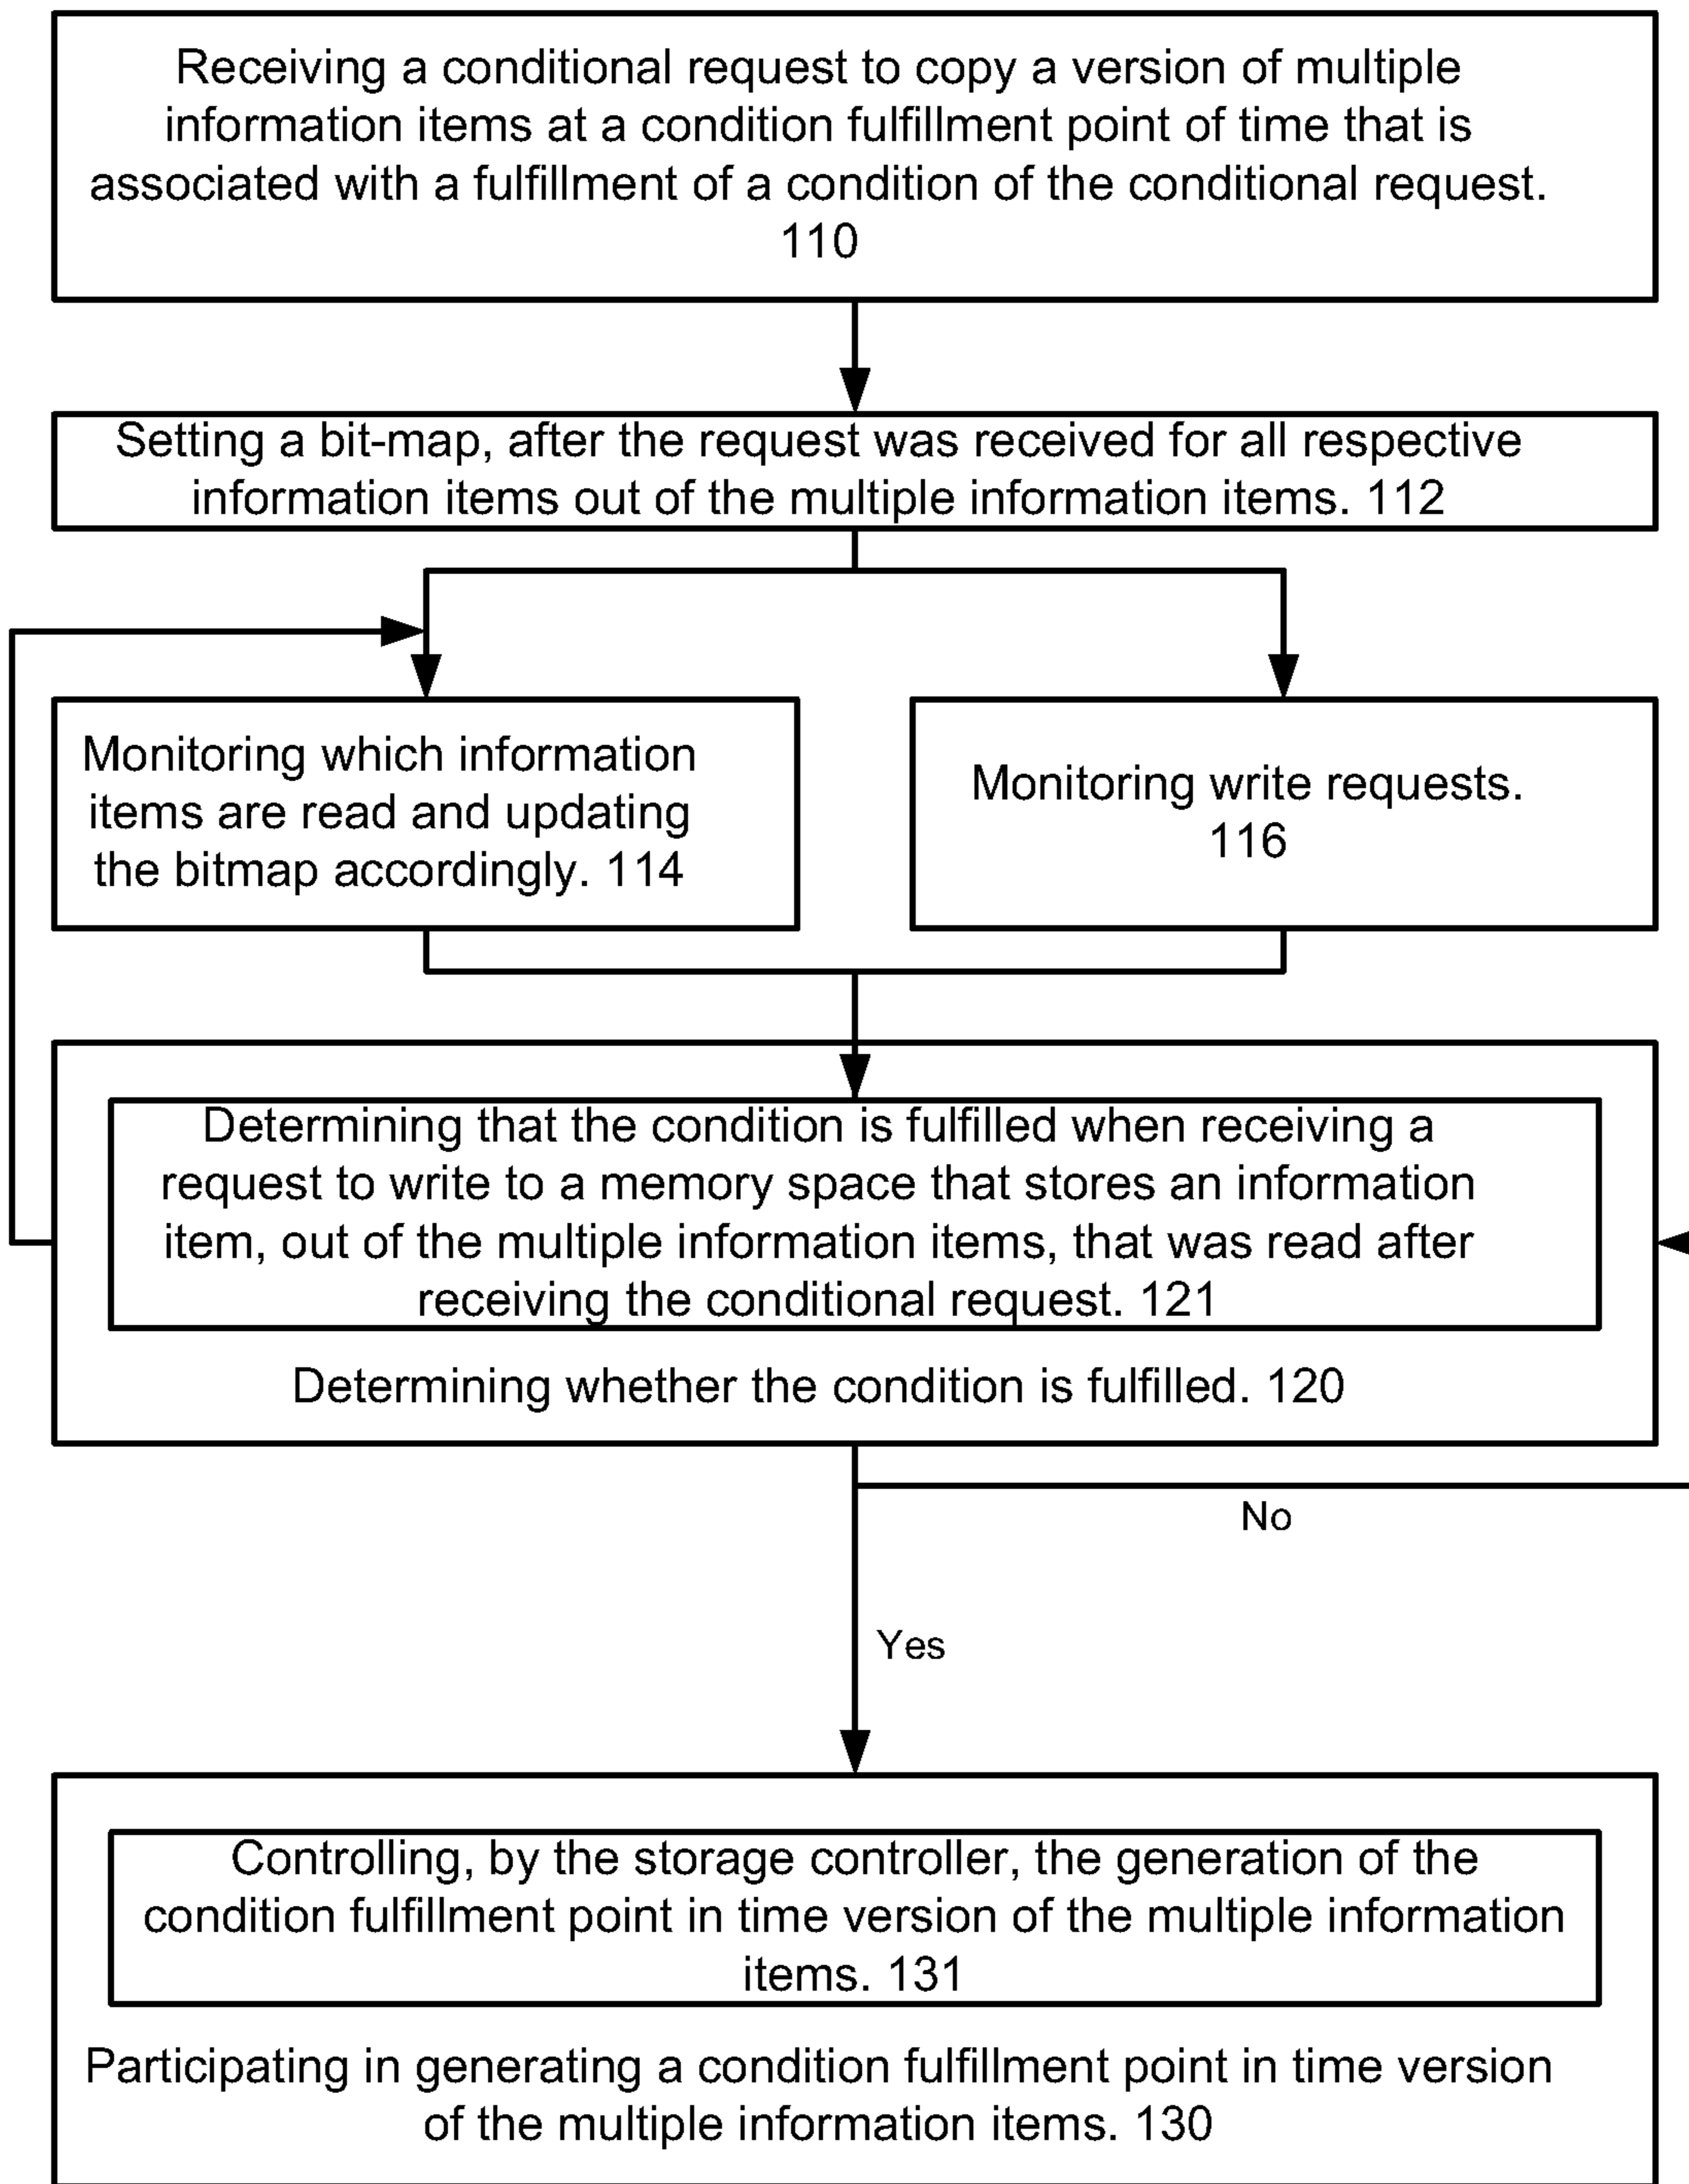 Receiving a conditional request to copy a version of multiple
information items at a condition fulfillment point of time that is
associated with a fulfillment of a condition of the conditional request.
110
Setting a bit-map, after the request was received for all respective
information items out of the multiple information items. 112
Monitoring which information
items are read and updating
the bitmap accordingly. 114
Monitoring write requests.
116
Determining that the condition is fulfilled when receiving a
request to write to a memory space that stores an information
item, out of the multiple information items, that was read after
receiving the conditional request. 121
Determining whether the condition is fulfilled. 120
No
Yes
Controlling, by the storage controller, the generation of the
condition fulfillment point in time version of the multiple information
items. 131
Participating in generating a condition fulfillment point in time version
of the multiple information items. 130